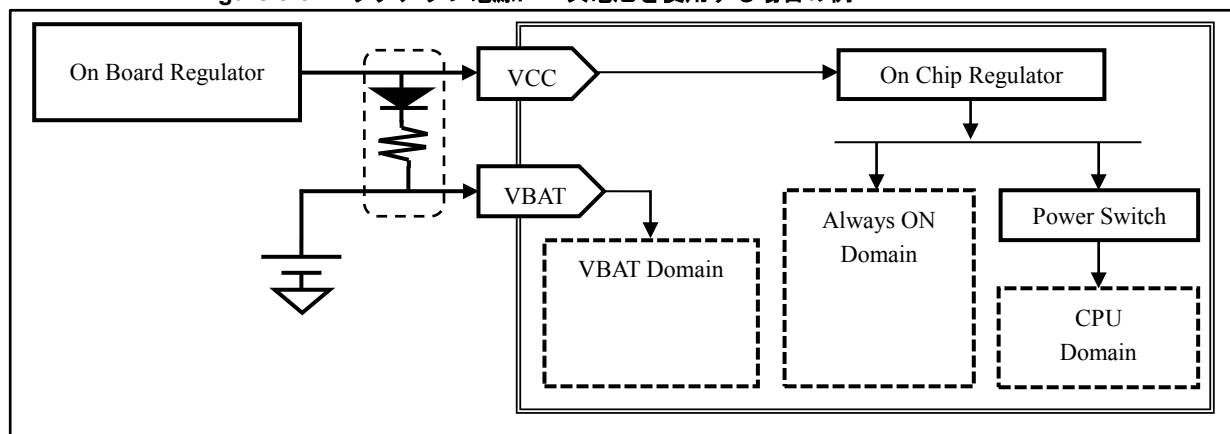 On Board Regulator
VCC
On Chip Regulator
VBAT
Always ON
Domain
Power Switch
VBAT Domain
CPU
Domain